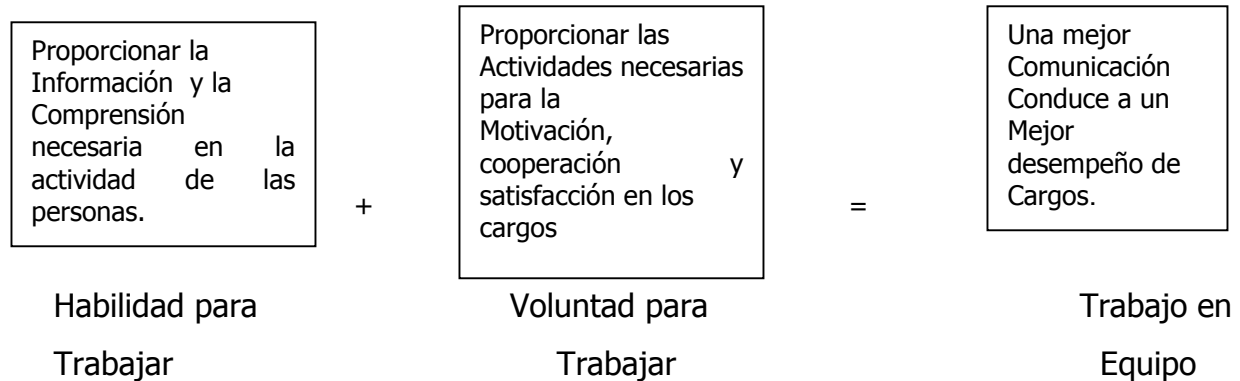 Proporcionar la
Información y la
Comprensión
necesaria en la
actividad de las
personas.
+
Proporcionar las
Actividades necesarias
para la
Motivación,
cooperación y
satisfacción en los
cargos
=
Una mejor
Comunicación
Conduce a un
Mejor
desempeño de
Cargos.
Habilidad para
Trabajar
Voluntad para
Trabajar
Trabajo en
Equipo